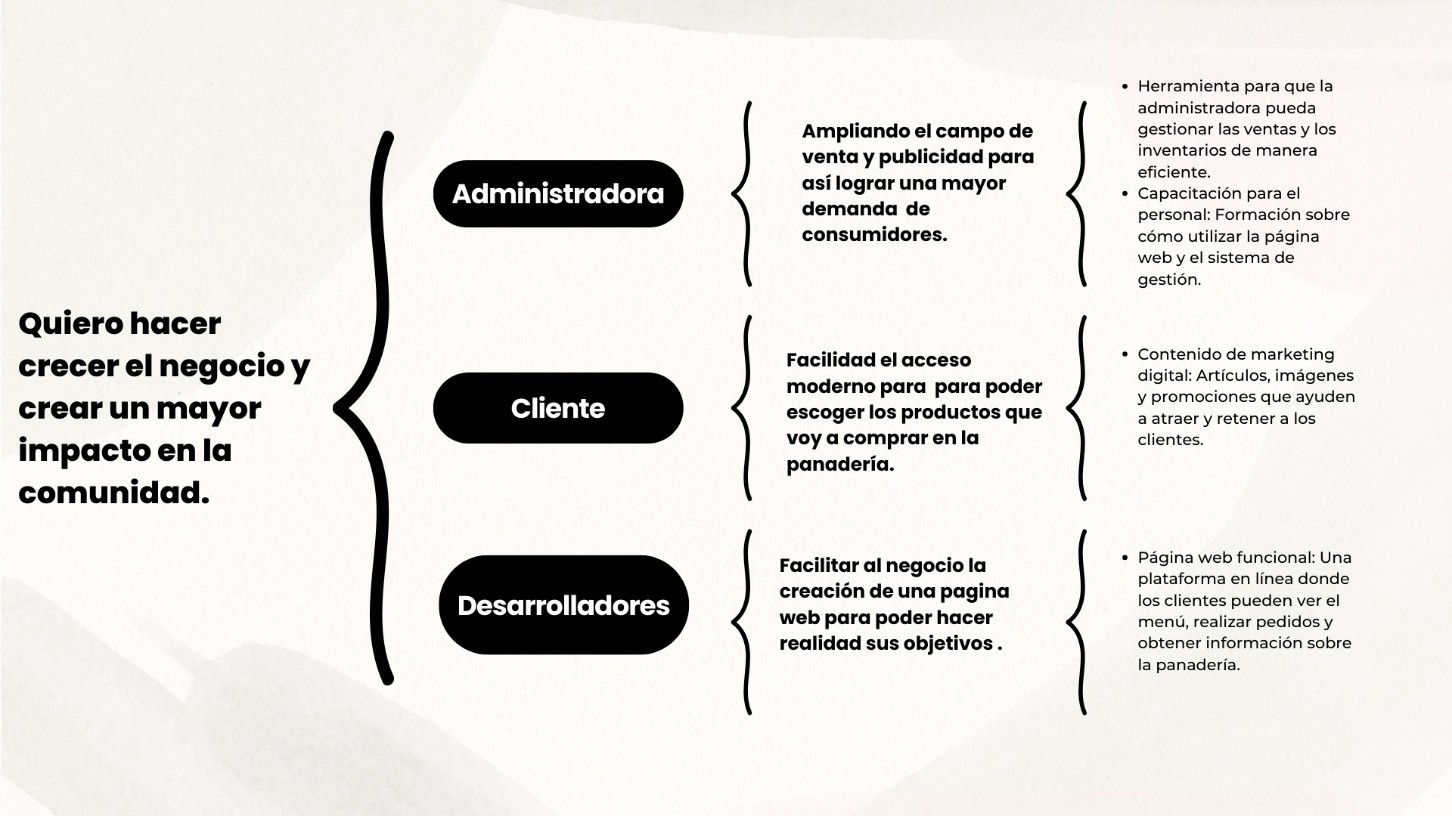 Quiero hacer
crecer el negocio y
crear un mayor
impacto en la
comunidad.
Administradora
Ampliando el campo de
venta y publicidad para
así lograr una mayor
demanda  de
consumidores.
• Herramienta para que la
administradora pueda
gestionar las ventas y los
inventarios de manera
eficiente.
• Capacitación para el
personal: Formación sobre
cómo utilizar la página
web y el sistema de
gestión.
Cliente
Facilidad el acceso
moderno para  para poder
escoger los productos que
voy a comprar en la
panadería.
• Contenido de marketing
digital: Artículos, imágenes
y promociones que ayuden
a atraer y retener a los
clientes.
Desarrolladores
Facilitar al negocio la
creación de una pagina
web para poder hacer
realidad sus objetivos .
• Página web funcional: Una
plataforma en línea donde
los clientes pueden ver el
menú, realizar pedidos y
obtener información sobre
la panadería.